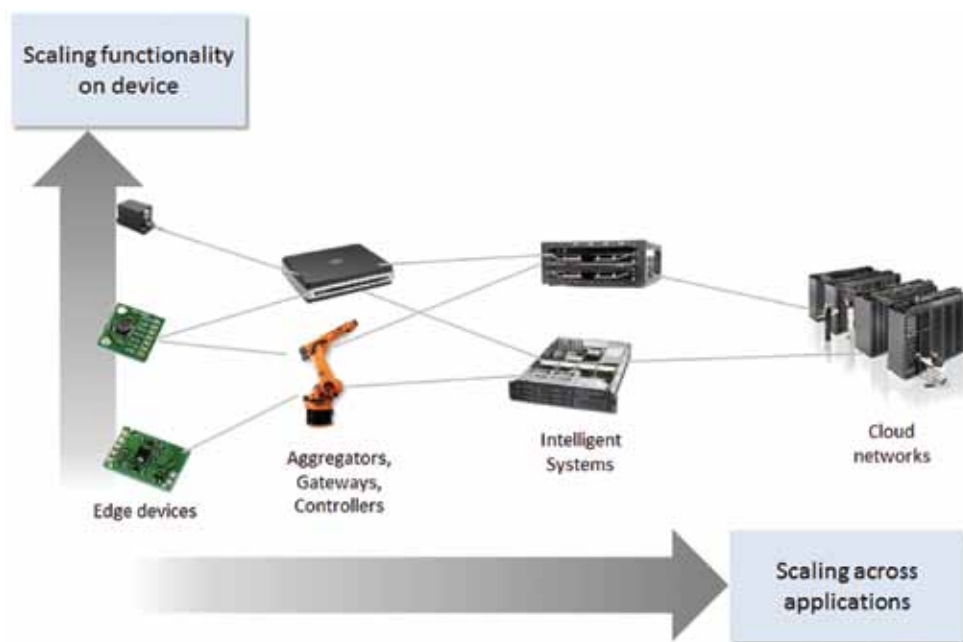 Scaling functionality
on device
Edge devices
Aggregators,
Gateways,
Controllers
Intelligent
Systems
Cloud
networks
Scaling across
applications